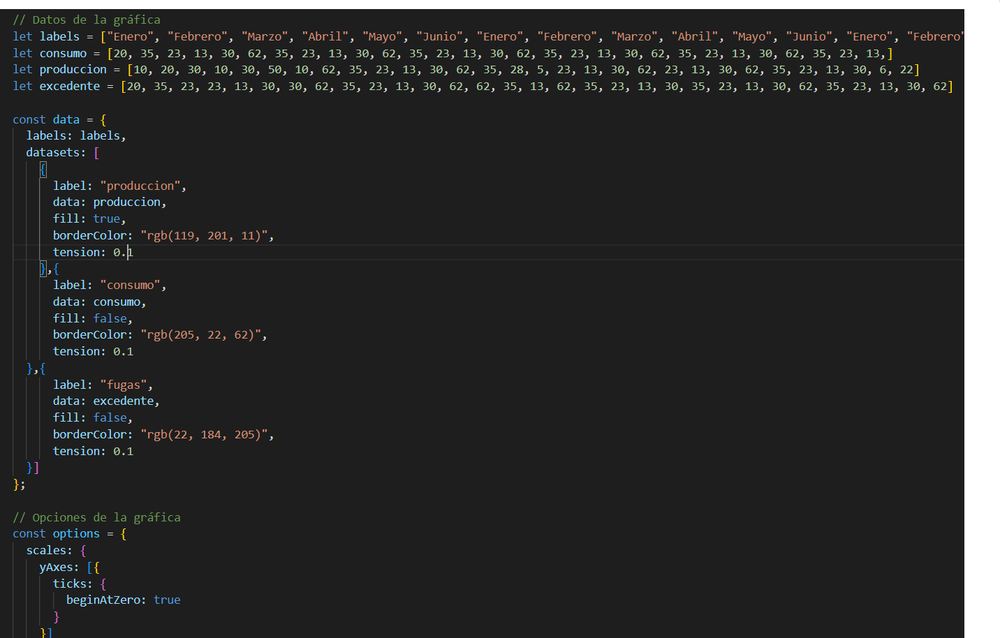 // Datos de la gráfica
let labels = ["Enero", "Febrero", "Marzo", "Abril", "Mayo", "Junio", "Enero", "Febrero", "Marzo", "Abril", "Mayo", "Junio", "Enero", "Febrero"
let consumo = [20, 35, 23, 13, 30, 62, 35, 23, 13, 30, 62, 35, 23, 13, 30, 62, 35, 23, 13, 30, 62, 35, 23, 13, 30, 62, 35, 23, 13,]
let produccion = [10, 20, 30, 10, 30, 50, 10, 62, 35, 23, 13, 30, 62, 35, 28, 5, 23, 13, 30, 62, 23, 13, 30, 62, 35, 23, 13, 30, 6, 22]
let excedente = [20, 35, 23, 23, 13, 30, 30, 62, 35, 23, 13, 30, 62, 62, 35, 13, 62, 35, 23, 13, 30, 35, 23, 13, 30, 62, 35, 23, 13, 30, 62]
const data = {
labels: labels,
datasets: [
{
label: "produccion",
data: produccion,
fill: true,
borderColor: "rgb(119, 201, 11)",
tension: 0.1
},{
label: "consumo",
data: consumo,
fill: false,
borderColor: "rgb(205, 22, 62)",
tension: 0.1
},{
label: "fugas",
data: excedente,
fill: false,
borderColor: "rgb(22, 184, 205)",
tension: 0.1
}]
};
// Opciones de la gráfica
const options = {
scales: {
yAxes: [{
ticks: {
beginAtZero: true
}
}]